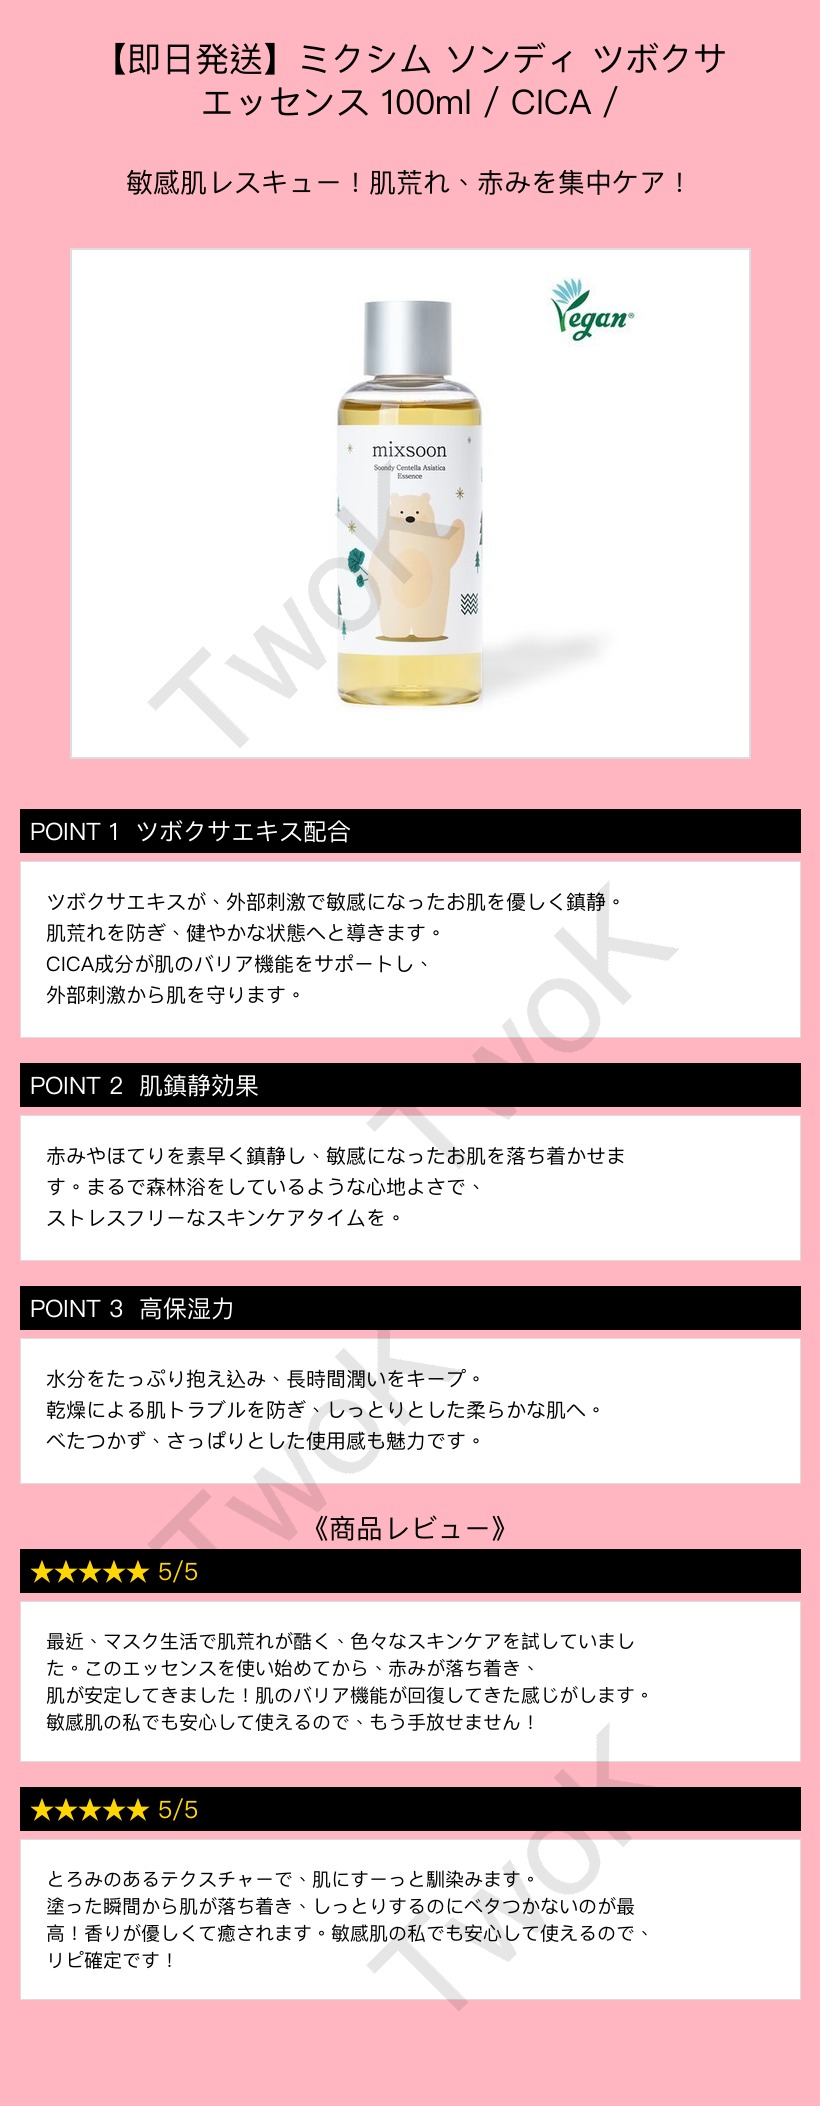 【即日発送】ミクシム ソンディ ツボクサ
エッセンス 100ml / CICA /
敏感肌レスキュー！肌荒れ、赤みを集中ケア！
Vegan®
mixsoon
Soondy Centella Asiatica
Essence
TwoK
POINT 1 ツボクサエキス配合
ツボクサエキスが、外部刺激で敏感になったお肌を優しく鎮静。
肌荒れを防ぎ、健やかな状態へと導きます。
CICA成分が肌のバリア機能をサポートし、
外部刺激から肌を守ります。
TwoK
POINT 2 肌鎮静効果
赤みやほてりを素早く鎮静し、敏感になったお肌を落ち着かせま
す。まるで森林浴をしているような心地よさで、
ストレスフリーなスキンケアタイムを。
POINT 3 高保湿力
水分をたっぷり抱え込み、長時間潤いをキープ。
乾燥による肌トラブルを防ぎ、しっとりとした柔らかな肌へ。
べたつかず、さっぱりとした使用感も魅力です。
TwoK
《商品レビュー》
★★★★★ 5/5
最近、マスク生活で肌荒れが酷く、色々なスキンケアを試していまし
た。このエッセンスを使い始めてから、赤みが落ち着き、
肌が安定してきました！肌のバリア機能が回復してきた感じがします。
敏感肌の私でも安心して使えるので、もう手放せません！
★★★★★ 5/5
とろみのあるテクスチャーで、肌にすーっと馴染みます。
塗った瞬間から肌が落ち着き、しっとりするのにベタつかないのが最
高！香りが優しくて癒されます。敏感肌の私でも安心して使えるので、
リピ確定です！
TwoK